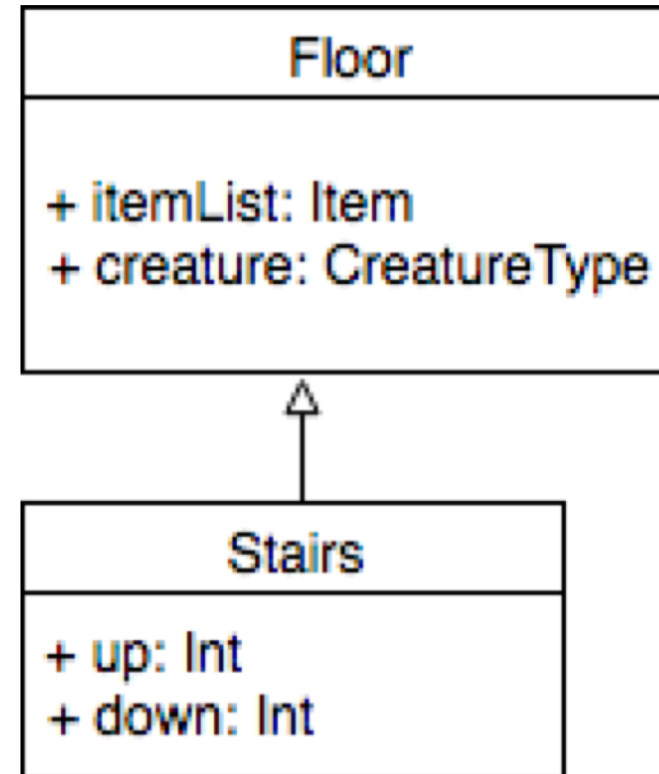 Floor
+ itemList: Item
+ creature: CreatureType
Stairs
+ up: Int
+ down: Int